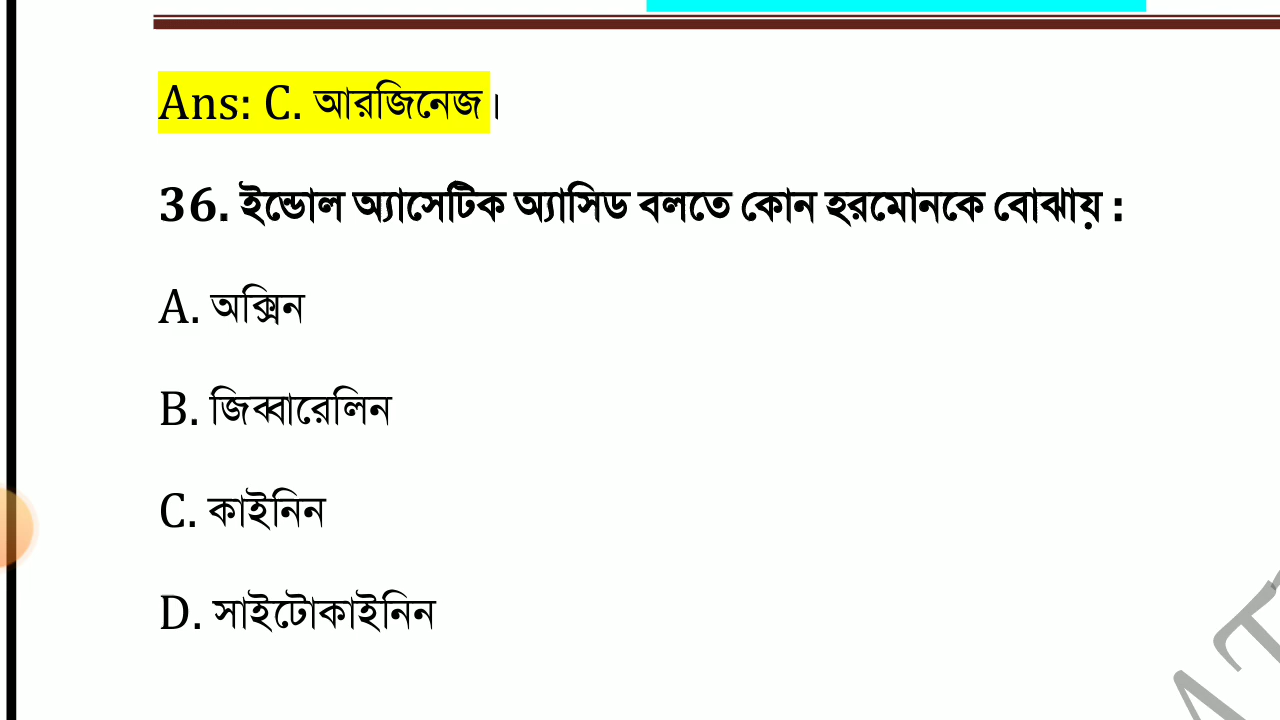 Ans: C. আরজিনেজ।
36. ইন্ডোল অ্যাসেটিক অ্যাসিড বলতে কোন হরমোনকে বোঝায় :
A. অক্সিন
B. জিব্বারেলিন
C. কাইনিন
D. সাইটোকাইনিন